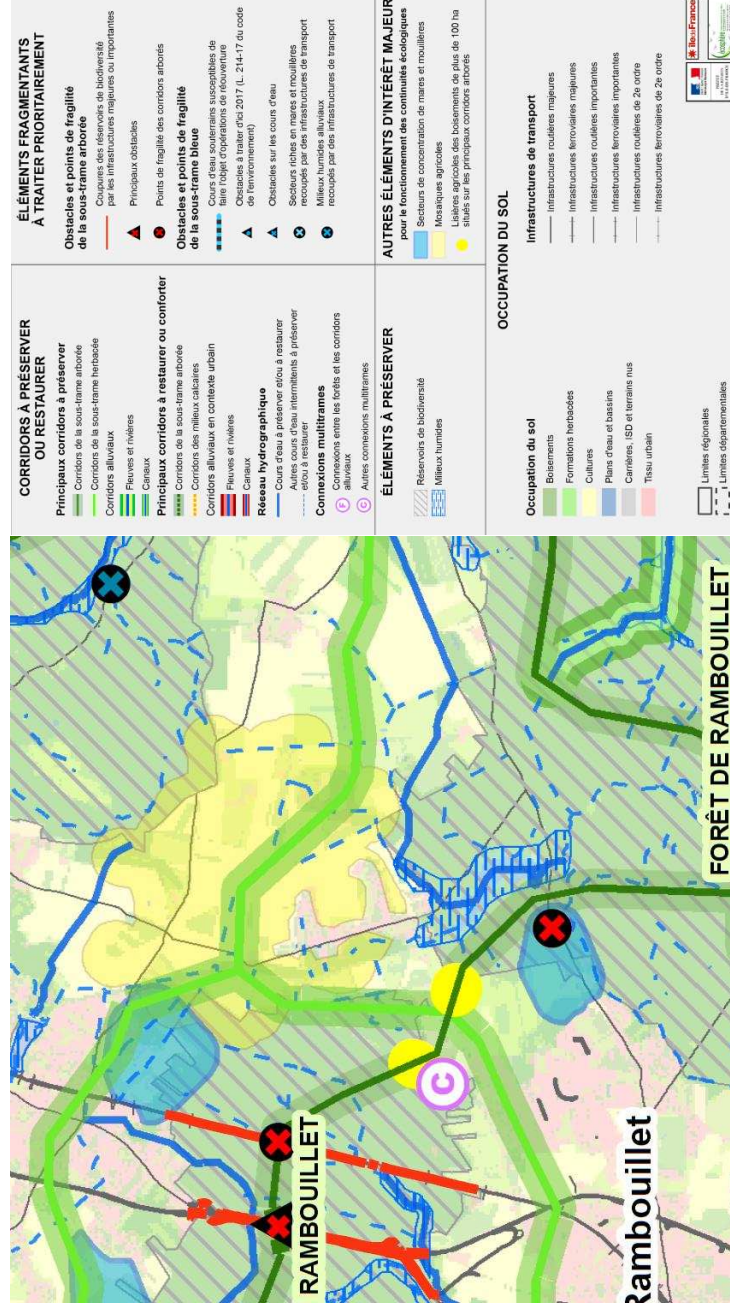 CORRIDORS À PRÉSERVER
OU RESTAURER
Principaux corridors à préserver
Corridors de la sous-trame arborée
Corridors de la sous-trame herbacée
Corridors alluviaux
Fleuves et rivières
Canaux
Principaux corridors à restaurer ou conforter
Corridors de la sous-trame arborée
Corridors des milieux calcaires
Corridors alluviaux en contexte urbain
Fleuves et rivières
Canaux
Réseau hydrographique
Cours d'eau à préserver et/ou à restaurer
Autres cours d'eau intermittents à préserver
et/ou à restaurer
Connexions multitrames
F
Connexions entre les forêts et les corridors
alluviaux
C
Autres connexions multitrames
ÉLÉMENTS FRAGMENTANTS
À TRAITER PRIORITAIREMENT
Obstacles et points de fragilité
de la sous-trame arborée
Coupures des réservoirs de biodiversité
par les infrastructures majeures ou importantes
Principaux obstacles
Points de fragilité des corridors arborés
Obstacles et points de fragilité
de la sous-trame bleue
Cours d'eau souterrains susceptibles de
faire l'objet d'opérations de réouverture
Obstacles à traiter d'ici 2017 (L. 214-17 du code
de l'environnement)
Obstacles sur les cours d'eau
Secteurs riches en mares et mouillères
recoupés par des infrastructures de transport
Milieux humides alluviaux
recoupés par des infrastructures de transport
ÉLÉMENTS À PRÉSERVER
Réservoirs de biodiversité
Milieux humides
AUTRES ÉLÉMENTS D'INTÉRÊT MAJEUR
pour le fonctionnement des continuités écologiques
Secteurs de concentration de mares et mouillères
Mosaïques agricoles
Lisières agricoles des boisements de plus de 100 ha
situés sur les principaux corridors arborés
OCCUPATION DU SOL
Occupation du sol
Boisements
Formations herbacées
Cultures
Plans d'eau et bassins
Carrières, ISD et terrains nus
Tissu urbain
Infrastructures de transport
Infrastructures routières majeures
Infrastructures ferroviaires majeures
Infrastructures routières importantes
Infrastructures ferroviaires importantes
Infrastructures routières de 2e ordre
Infrastructures ferroviaires de 2e ordre
Limites régionales
Limites départementales
îledeFrance
C
RAMBOUILLET
Rambouillet
FORÊT DE RAMBOUILLET